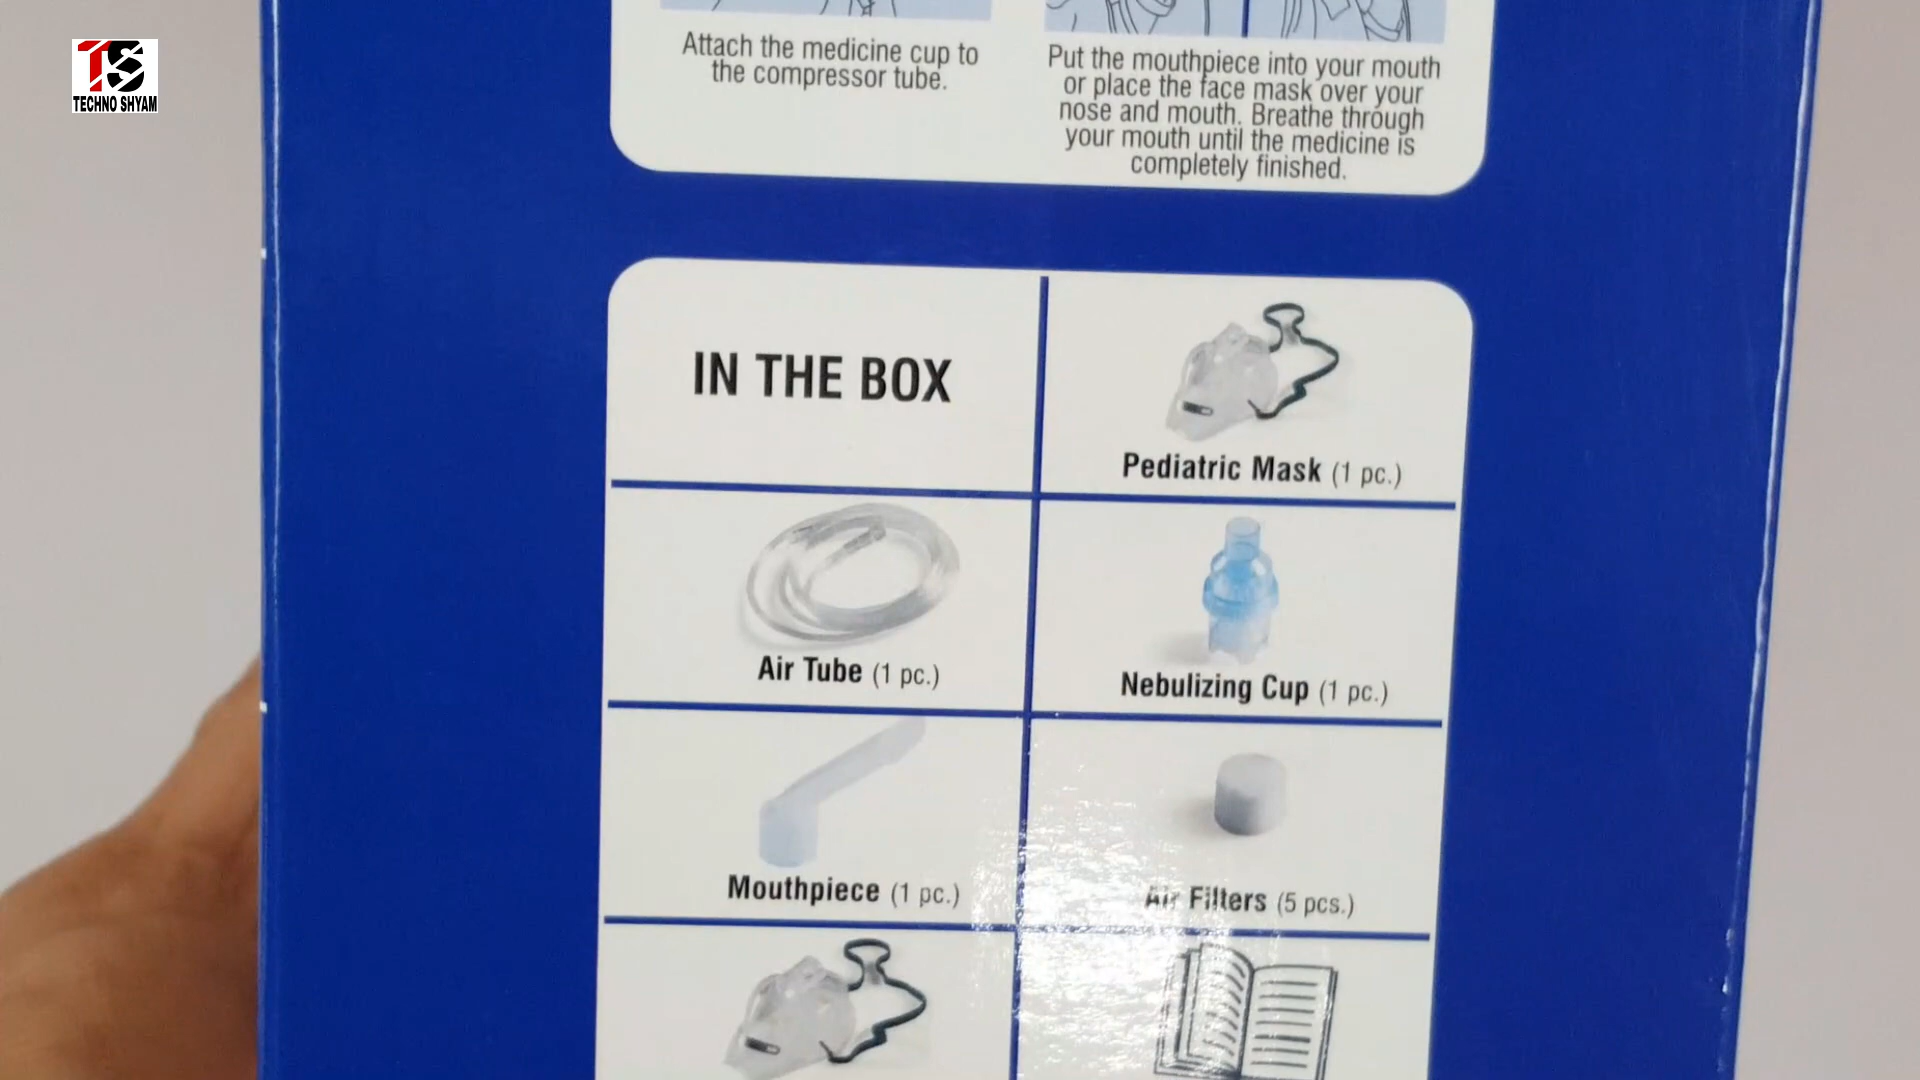 TS
TECHNO SHYAM
Attach the medicine cup to
the compressor tube.
Put the mouthpiece into your mouth
or place the face mask over your
nose and mouth. Breathe through
your mouth until the medicine is
completely finished.
IN THE BOX
Pediatric Mask (1 pc.)
Air Tube (1 pc.)
Nebulizing Cup (1 pc.)
Mouthpiece (1 pc.)
Air Filters (5 pcs.)